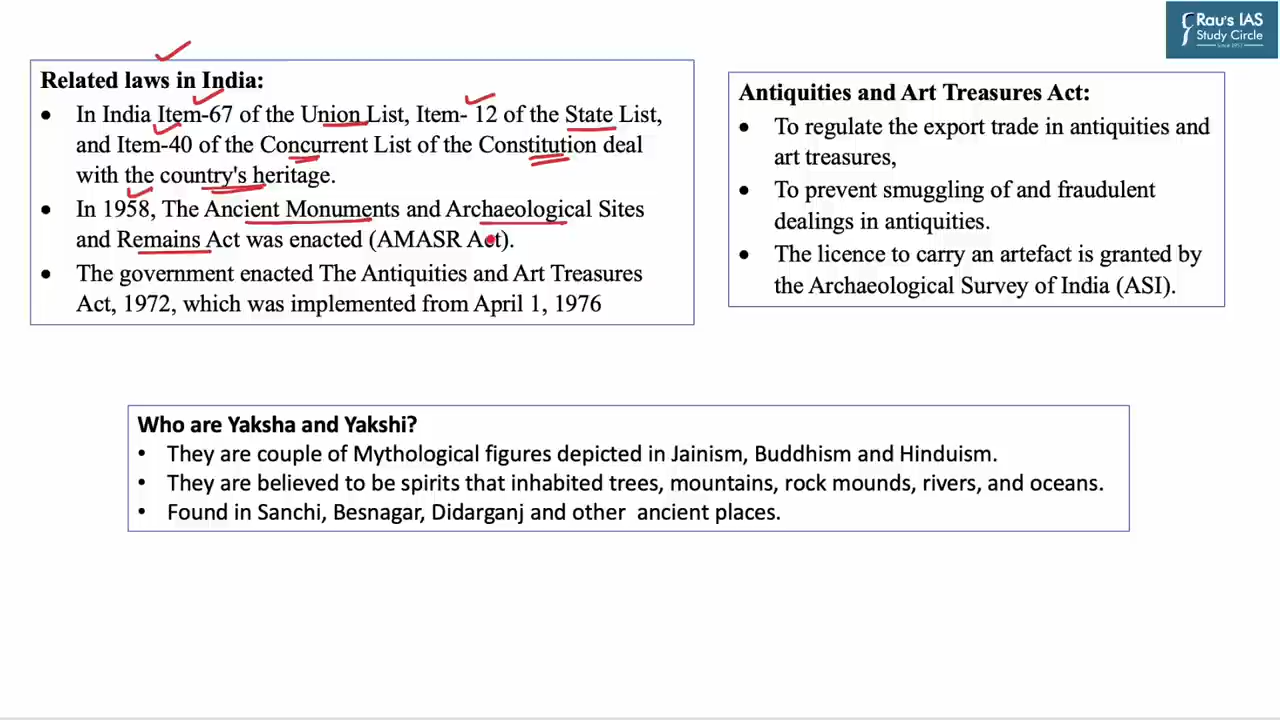 Rau's IAS
Study Circle
Since 1953
Related laws in India:
• In India Item-67 of the Union List, Item- 12 of the State List,
and Item-40 of the Concurrent List of the Constitution deal
with the country's heritage.
• In 1958, The Ancient Monuments and Archaeological Sites
and Remains Act was enacted (AMASR Act).
• The government enacted The Antiquities and Art Treasures
Act, 1972, which was implemented from April 1, 1976
Antiquities and Art Treasures Act:
• To regulate the export trade in antiquities and
art treasures,
• To prevent smuggling of and fraudulent
dealings in antiquities.
• The licence to carry an artefact is granted by
the Archaeological Survey of India (ASI).
Who are Yaksha and Yakshi?
• They are couple of Mythological figures depicted in Jainism, Buddhism and Hinduism.
• They are believed to be spirits that inhabited trees, mountains, rock mounds, rivers, and oceans.
• Found in Sanchi, Besnagar, Didarganj and other ancient places.